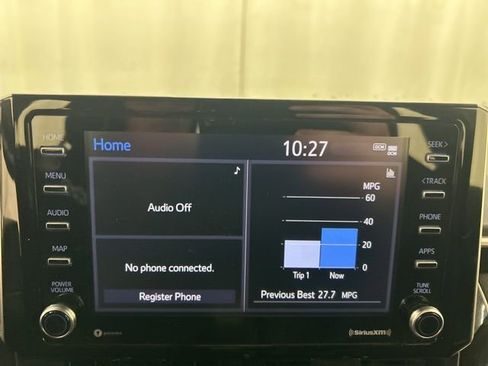 HOME
MENU
AUDIO
MAP
POWER
VOLUME
Home
10:27
DCM
Audio Off
No phone connected.
Register Phone
MPG
60
40
20
0
Trip 1
Now
Previous Best 27.7 MPG
SEEK>
<TRACK
PHONE
APPS
TUNE
SCROLL
SiriusXM